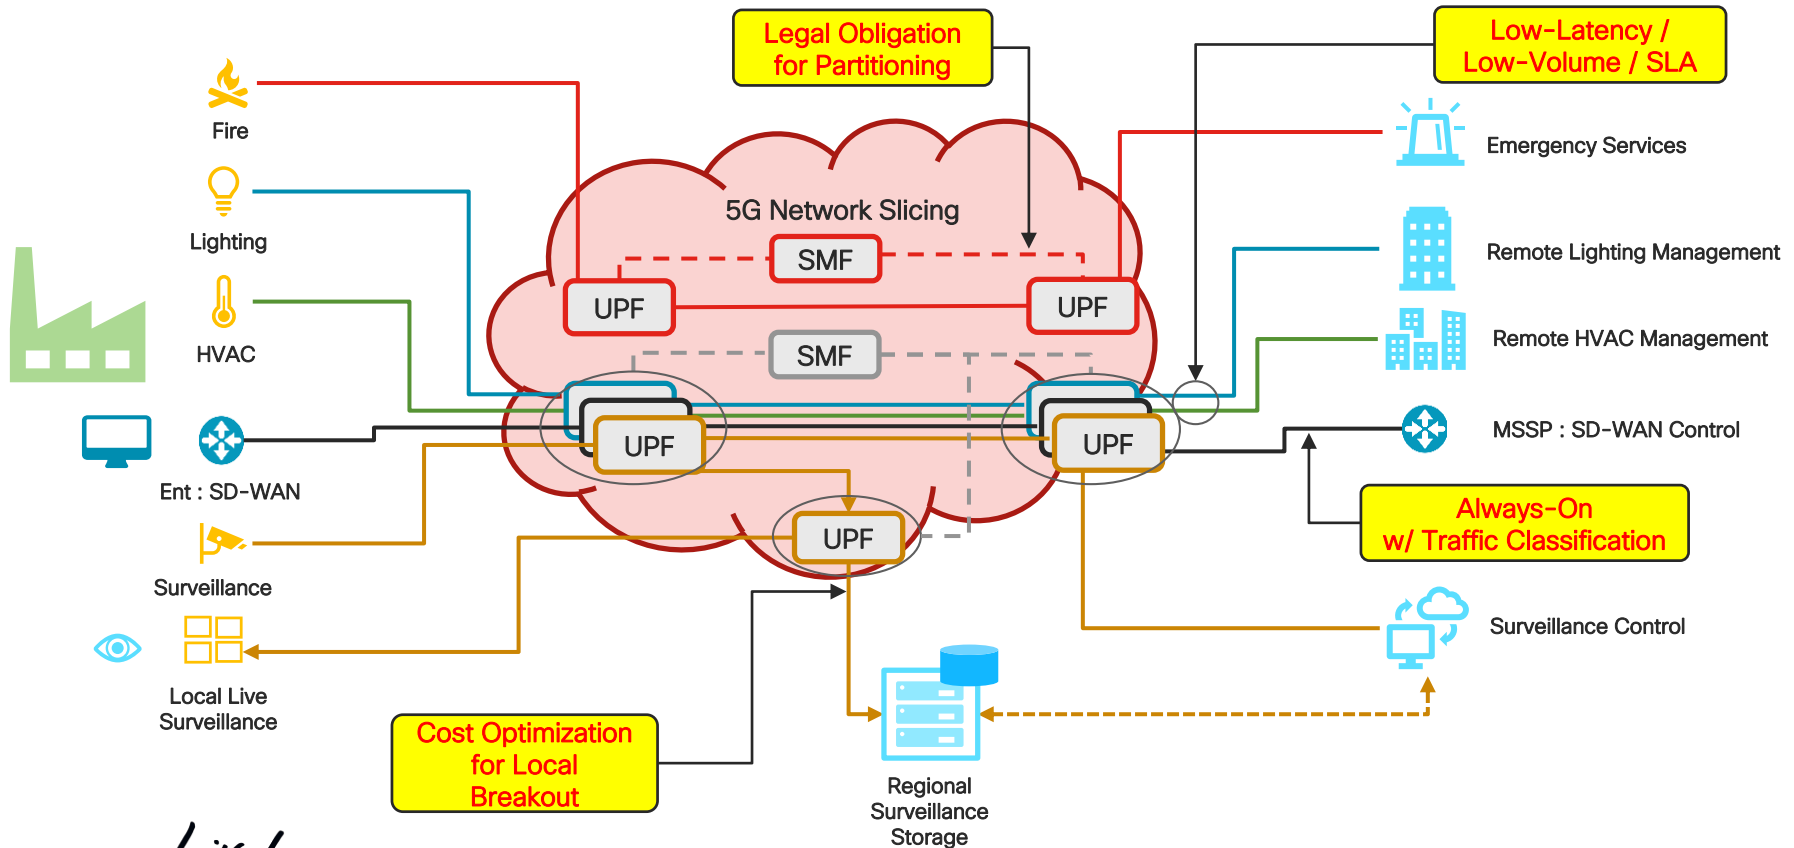 Legal Obligation
for Partitioning
Low-Latency /
Low-Volume / SLA
Fire
Emergency Services
Lighting
5G Network Slicing
Remote Lighting Management
SMF
UPF
UPF
HVAC
SMF
Remote HVAC Management
UPF
UPF
MSSP : SD-WAN Control
Ent : SD-WAN
Always-On
w/ Traffic Classification
UPF
Surveillance
Surveillance Control
Local Live
Surveillance
Cost Optimization
for Local
Breakout
Regional
Surveillance
Storage